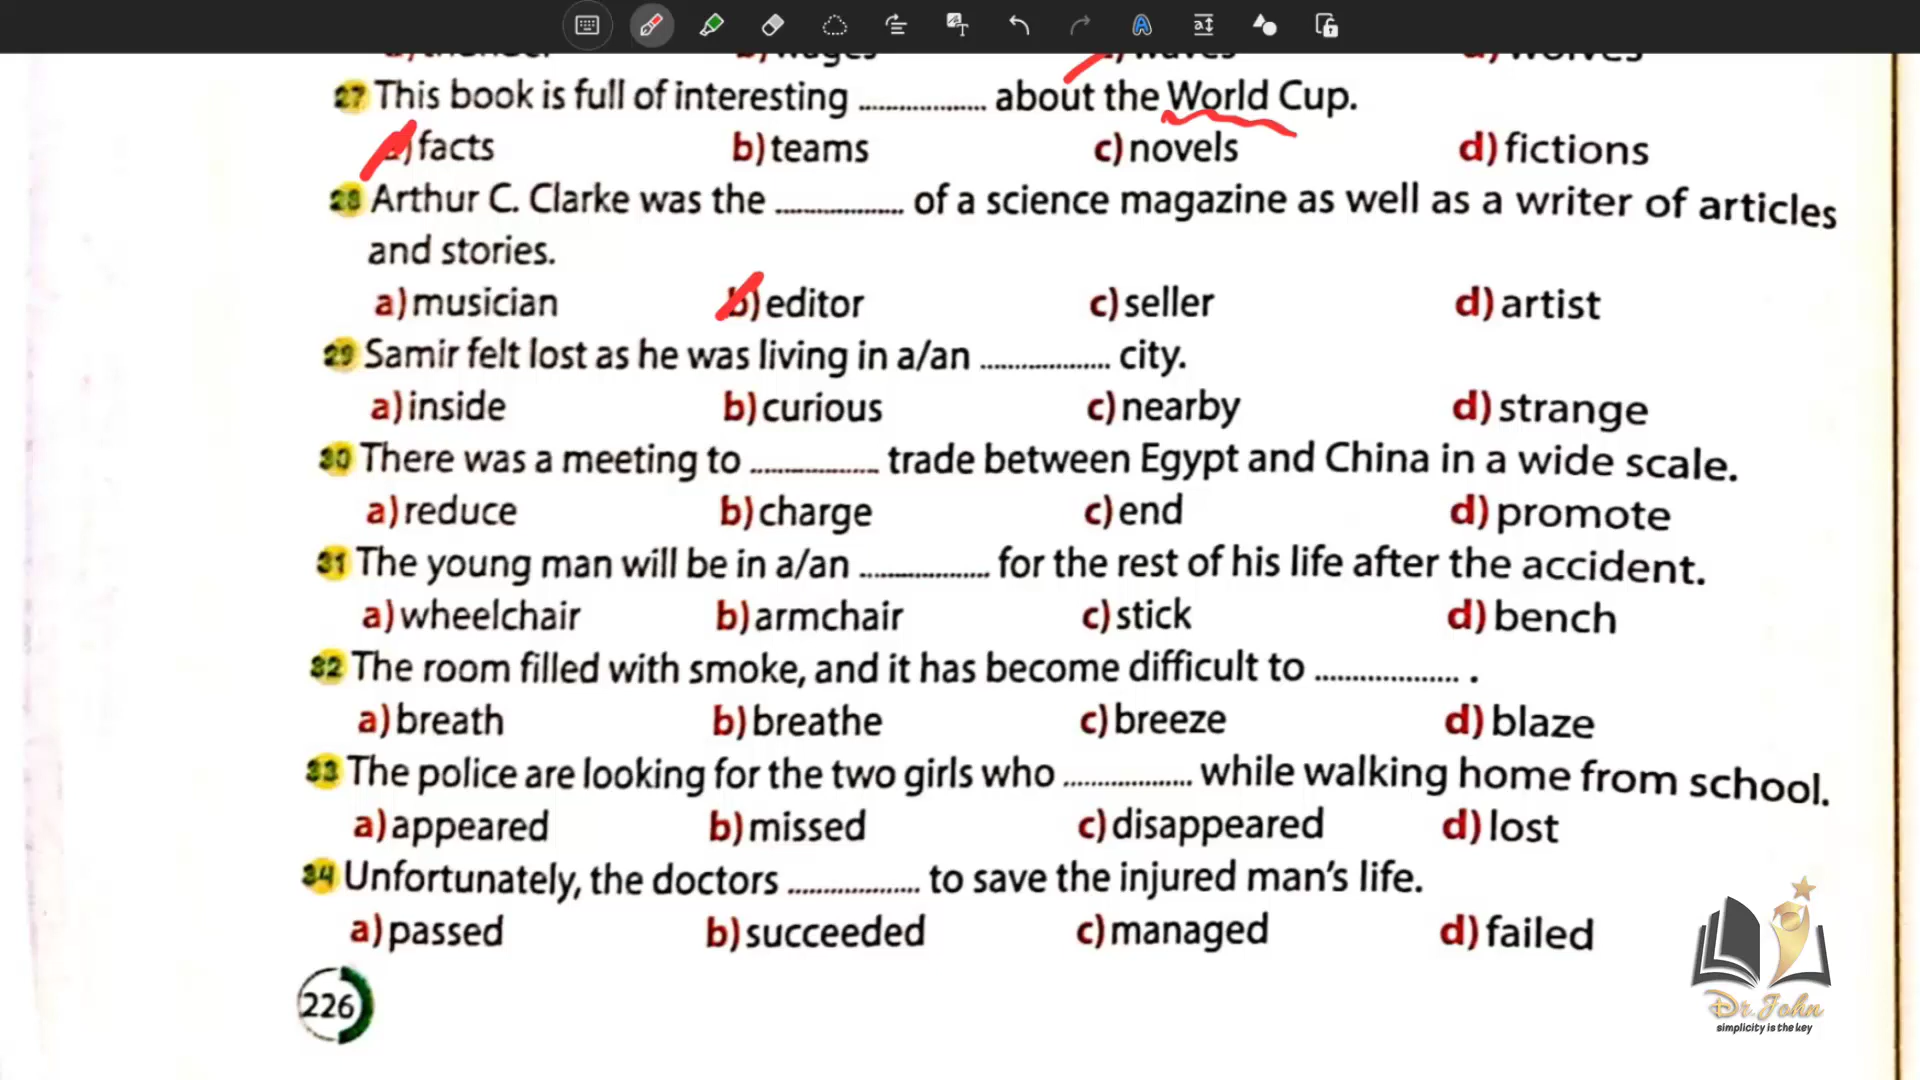 27 This book is full of interesting .................. about the World Cup.
a) facts b) teams c) novels d) fictions
28 Arthur C. Clarke was the .................. of a science magazine as well as a writer of articles
and stories.
a) musician b) editor c) seller d) artist
29 Samir felt lost as he was living in a/an .................. city.
a) inside b) curious c) nearby d) strange
30 There was a meeting to .................. trade between Egypt and China in a wide scale.
a) reduce b) charge c) end d) promote
31 The young man will be in a/an .................. for the rest of his life after the accident.
a) wheelchair b) armchair c) stick d) bench
32 The room filled with smoke, and it has become difficult to .................. .
a) breath b) breathe c) breeze d) blaze
33 The police are looking for the two girls who .................. while walking home from school.
a) appeared b) missed c) disappeared d) lost
34 Unfortunately, the doctors .................. to save the injured man's life.
a) passed b) succeeded c) managed d) failed
226
Dr. John
simplicity is the key